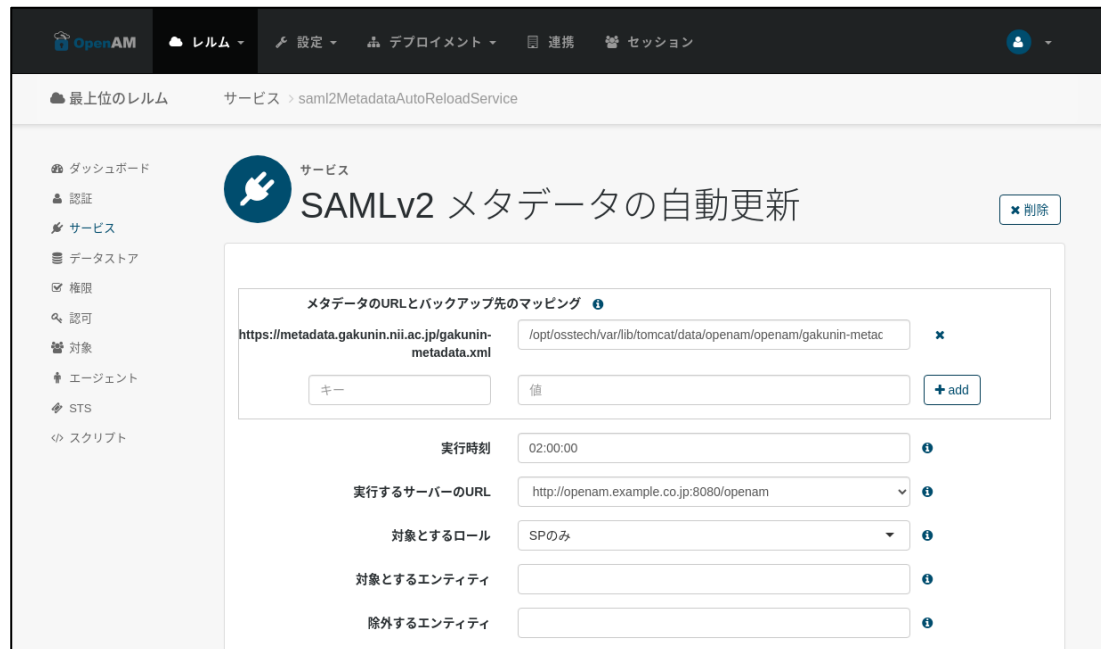 OpenAM レルム 設定 デプロイメント 連携 セッション
最上位のレルム サービス > saml2MetadataAutoReloadService
ダッシュボード
認証
サービス
データストア
権限
認可
対象
エージェント
STS
スクリプト
サービス
SAMLv2 メタデータの自動更新
削除
メタデータのURLとバックアップ先のマッピング
https://metadata.gakunin.nii.ac.jp/gakunin-
metadata.xml
/opt/osstech/var/lib/tomcat/data/openam/openam/gakunin-metac
キー 値 add
実行時刻 02:00:00
実行するサーバーのURL http://openam.example.co.jp:8080/openam
対象とするロール SPのみ
対象とするエンティティ
除外するエンティティ